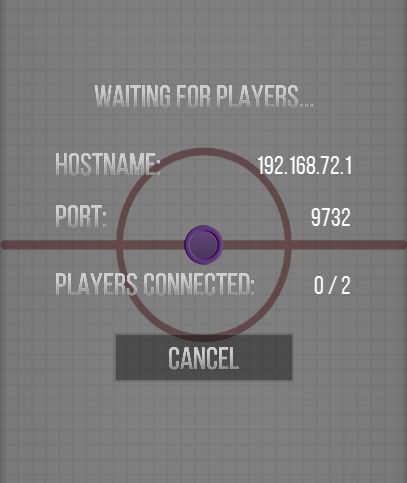 WAITING FOR PLAYERS...
HOSTNAME: 192.168.72.1
PORT: 9732
PLAYERS CONNECTED: 0 / 2
CANCEL